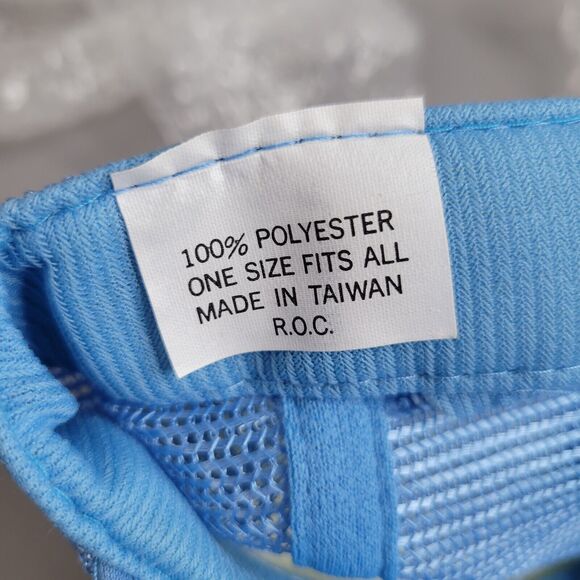 100% POLYESTER
ONE SIZE FITS ALL
MADE IN TAIWAN
R.O.C.